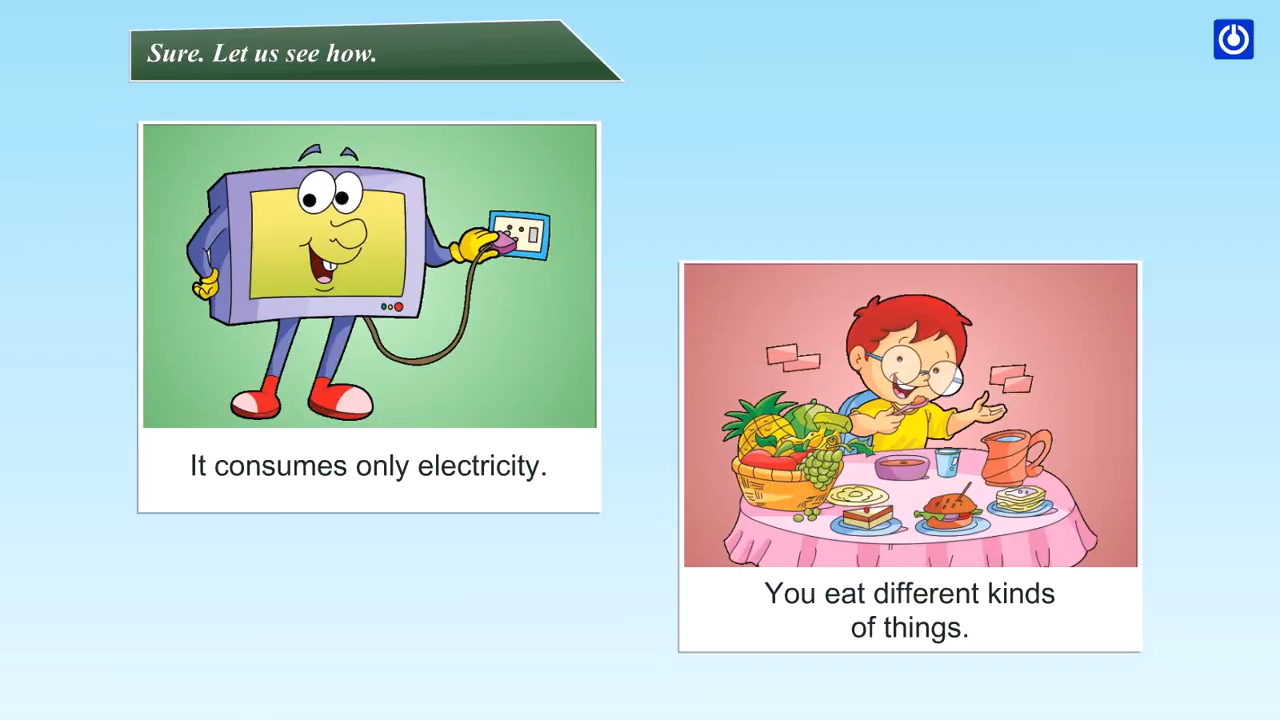 Sure. Let us see how.
It consumes only electricity.
You eat different kinds
of things.